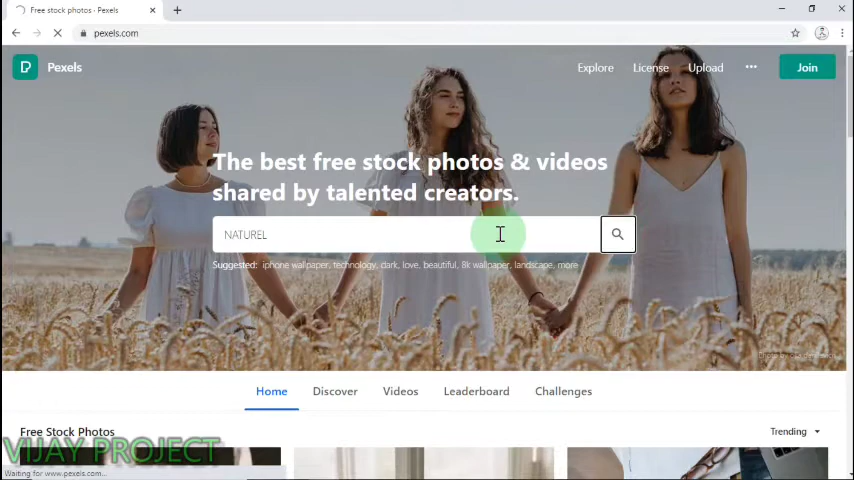 Free stock photos · Pexels
pexels.com
Pexels
Explore
License
Upload
Join
The best free stock photos & videos
shared by talented creators.
NATUREL
Suggested: iphone wallpaper, technology, dark, love, beautiful, 8k wallpaper, landscape, more
Home
Discover
Videos
Leaderboard
Challenges
Free Stock Photos
Trending
VIJAY PROJECT
Waiting for www.pexels.com...